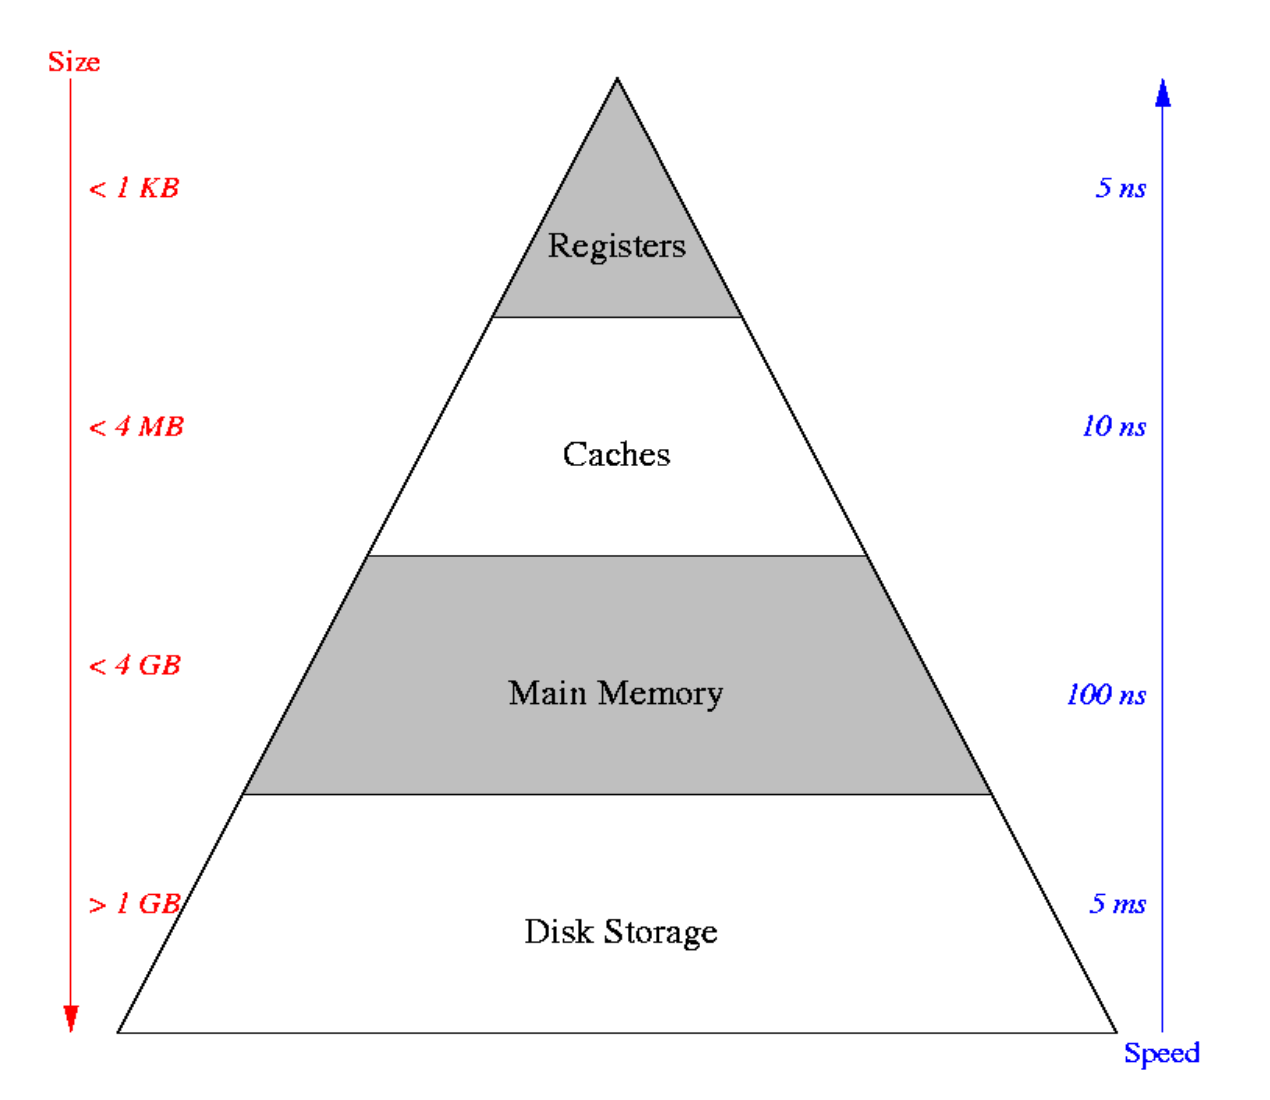 Size
< 1 KB
5 ns
Registers
< 4 MB
10 ns
Caches
< 4 GB
100 ns
Main Memory
> 1 GB
5 ms
Disk Storage
Speed